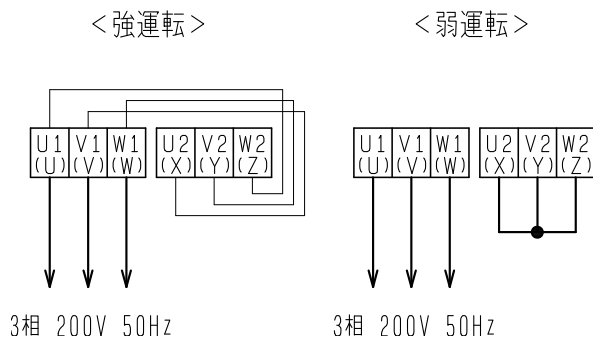 ＜強運転＞
＜弱運転＞
U1 V1 W1 U2 V2 W2
(U) (V) (W) (X) (Y) (Z)
U1 V1 W1 U2 V2 W2
(U) (V) (W) (X) (Y) (Z)
3相 200V 50Hz
3相 200V 50Hz